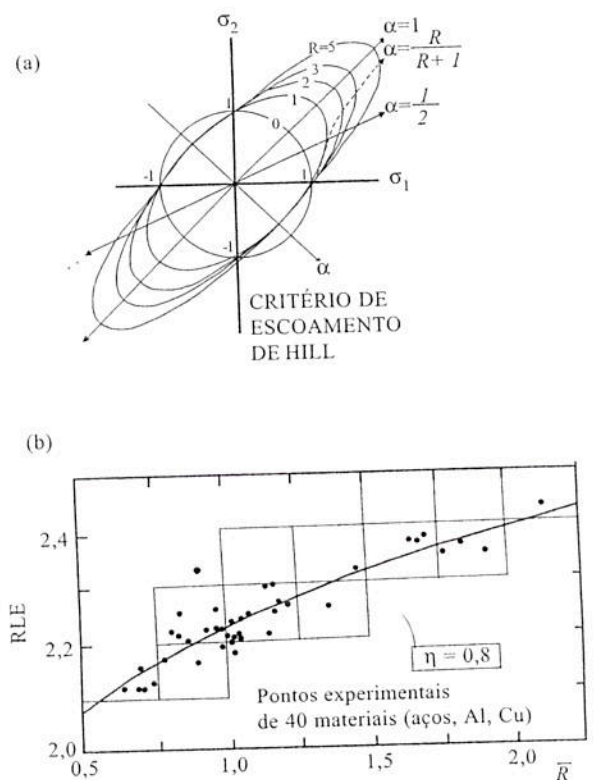 (a)
σ2
α=1
α=R/R+1
α=1/2
R=5
3
2
1
0
1
-1
1
σ1
-1
α
CRITÉRIO DE
ESCOAMENTO
DE HILL
(b)
RLE
2,4
2,2
2,0
η = 0,8
Pontos experimentais
de 40 materiais (aços, Al, Cu)
0,5 1,0 1,5 2,0 R̅